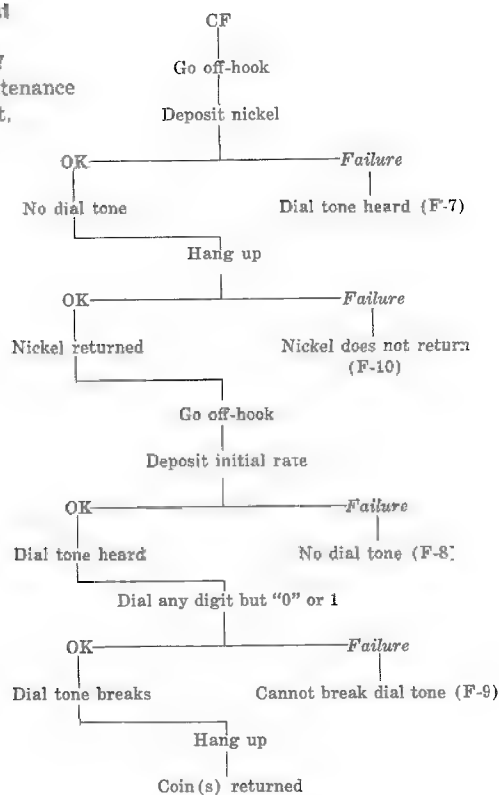 CF
Go off-hook
tenance
Deposit nickel
OK Failure
No dial tone Dial tone heard (F-7)
Hang up
OK Failure
Nickel returned Nickel does not return
(F-10)
Go off-hook
Deposit initial rate
OK Failure
Dial tone heard No dial tone (F-8)
Dial any digit but “0” or 1
OK Failure
Dial tone breaks Cannot break dial tone (F-9)
Hang up
Coin(s) returned